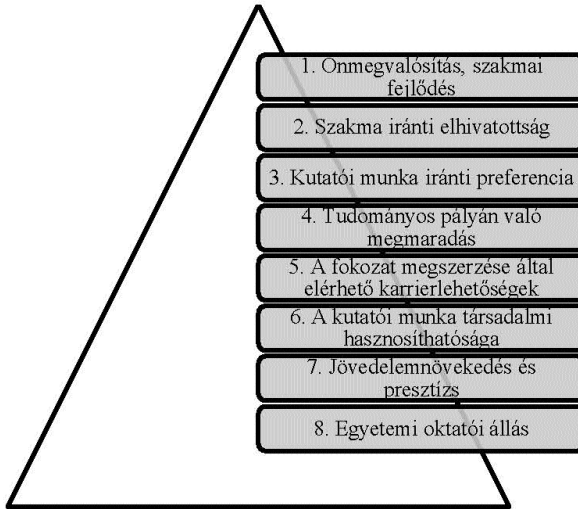 1. Onmegvalósítás, szakmai
fejlődés
2. Szakma iránti elhivatottság
3. Kutatói munka iránti preferencia
4. Tudományos pályán való
megmaradás
5. A fokozat megszerzése által
elérhető karrierlehetőségek
6. A kutatói munka társadalmi
hasznosíthatósága
7. Jövedelemnövekedés és
presztízs
8. Egyetemi oktatói állás